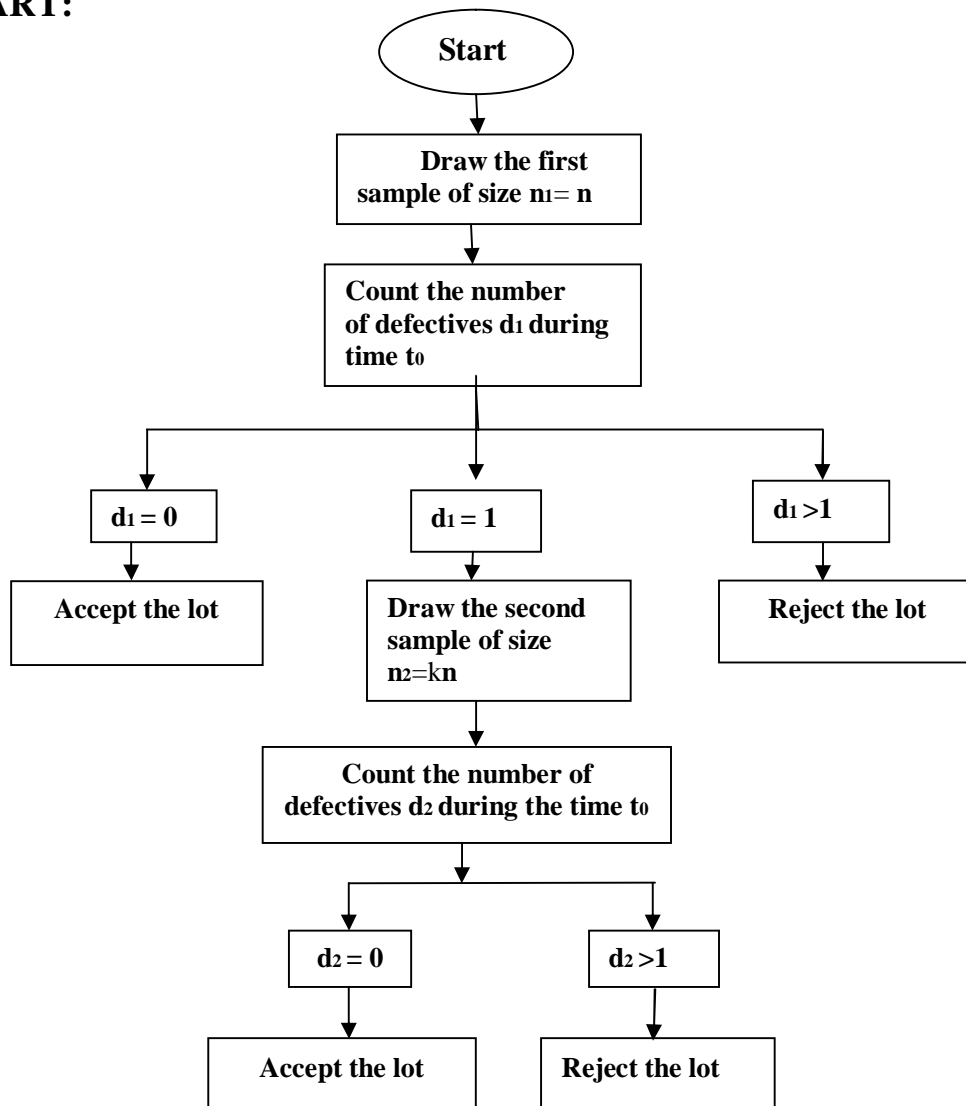 ART:
Start
Draw the first
sample of size n1= n
Count the number
of defectives d1 during
time t0
d1 = 0
d1 = 1
d1 >1
Accept the lot
Draw the second
sample of size
n2=kn
Reject the lot
Count the number of
defectives d2 during the time t0
d2 = 0
d2 >1
Accept the lot
Reject the lot